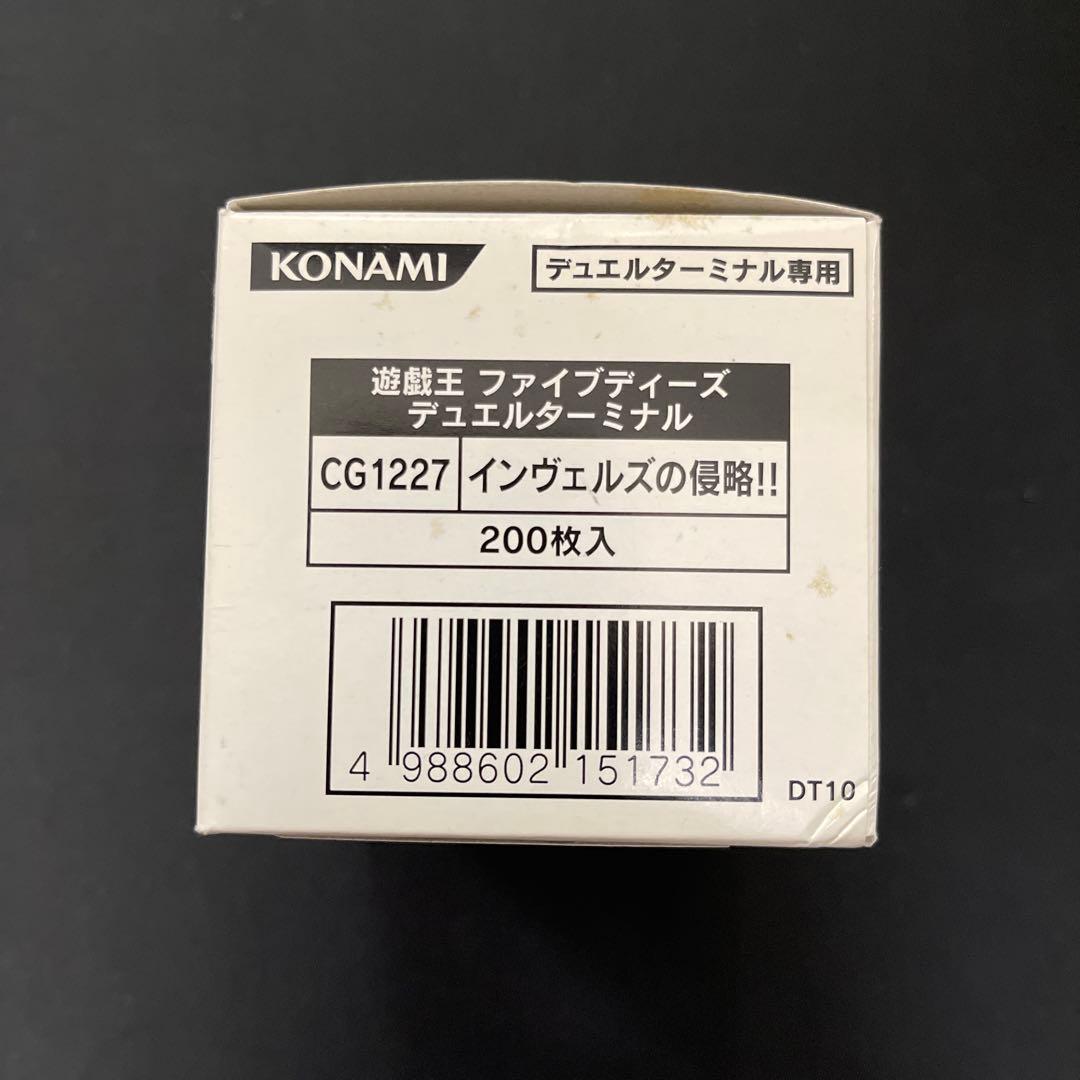 KONAMI
デュエルターミナル専用
遊戯王 ファイブディーズ
デュエルターミナル
CG1227 インヴェルズの侵略!!
200枚入
4 988602 151732
DT10